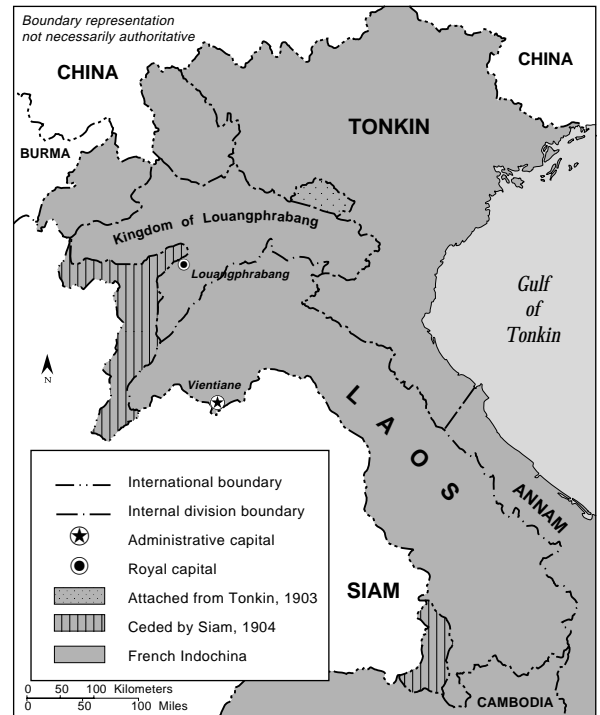 Boundary representation
not necessarily authoritative
CHINA
CHINA
TONKIN
BURMA
Kingdom of Louangphrabang
Louangphrabang
Gulf
of
Tonkin
N
Vientiane
LAOS
ANNAM
International boundary
Internal division boundary
Administrative capital
Royal capital
Attached from Tonkin, 1903
Ceded by Siam, 1904
French Indochina
SIAM
0 50 100 Kilometers
0 50 100 Miles
CAMBODIA